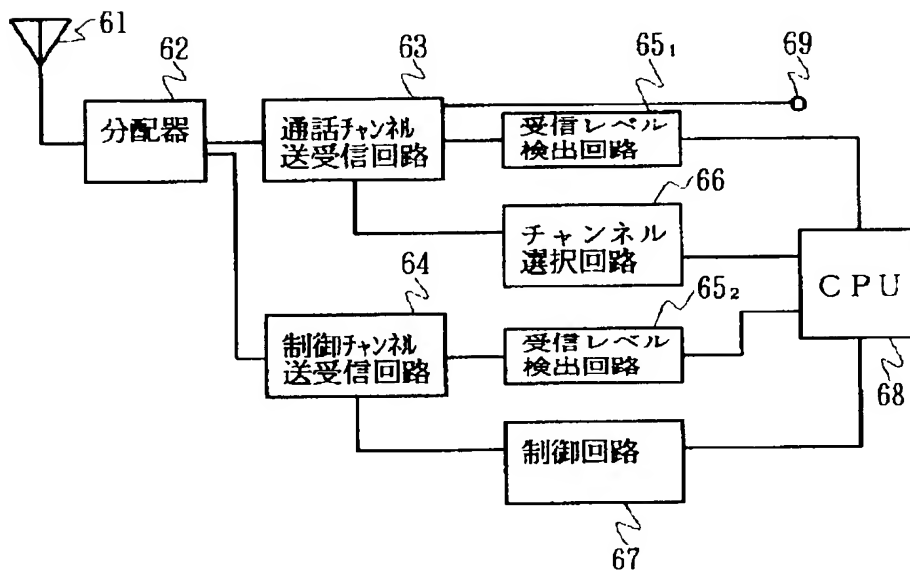 61
62
63
65₁
69
分配器
通話チャンネル
送受信回路
受信レベル
検出回路
66
チャンネル
選択回路
64
65₂
CPU
制御チャンネル
送受信回路
受信レベル
検出回路
68
制御回路
67